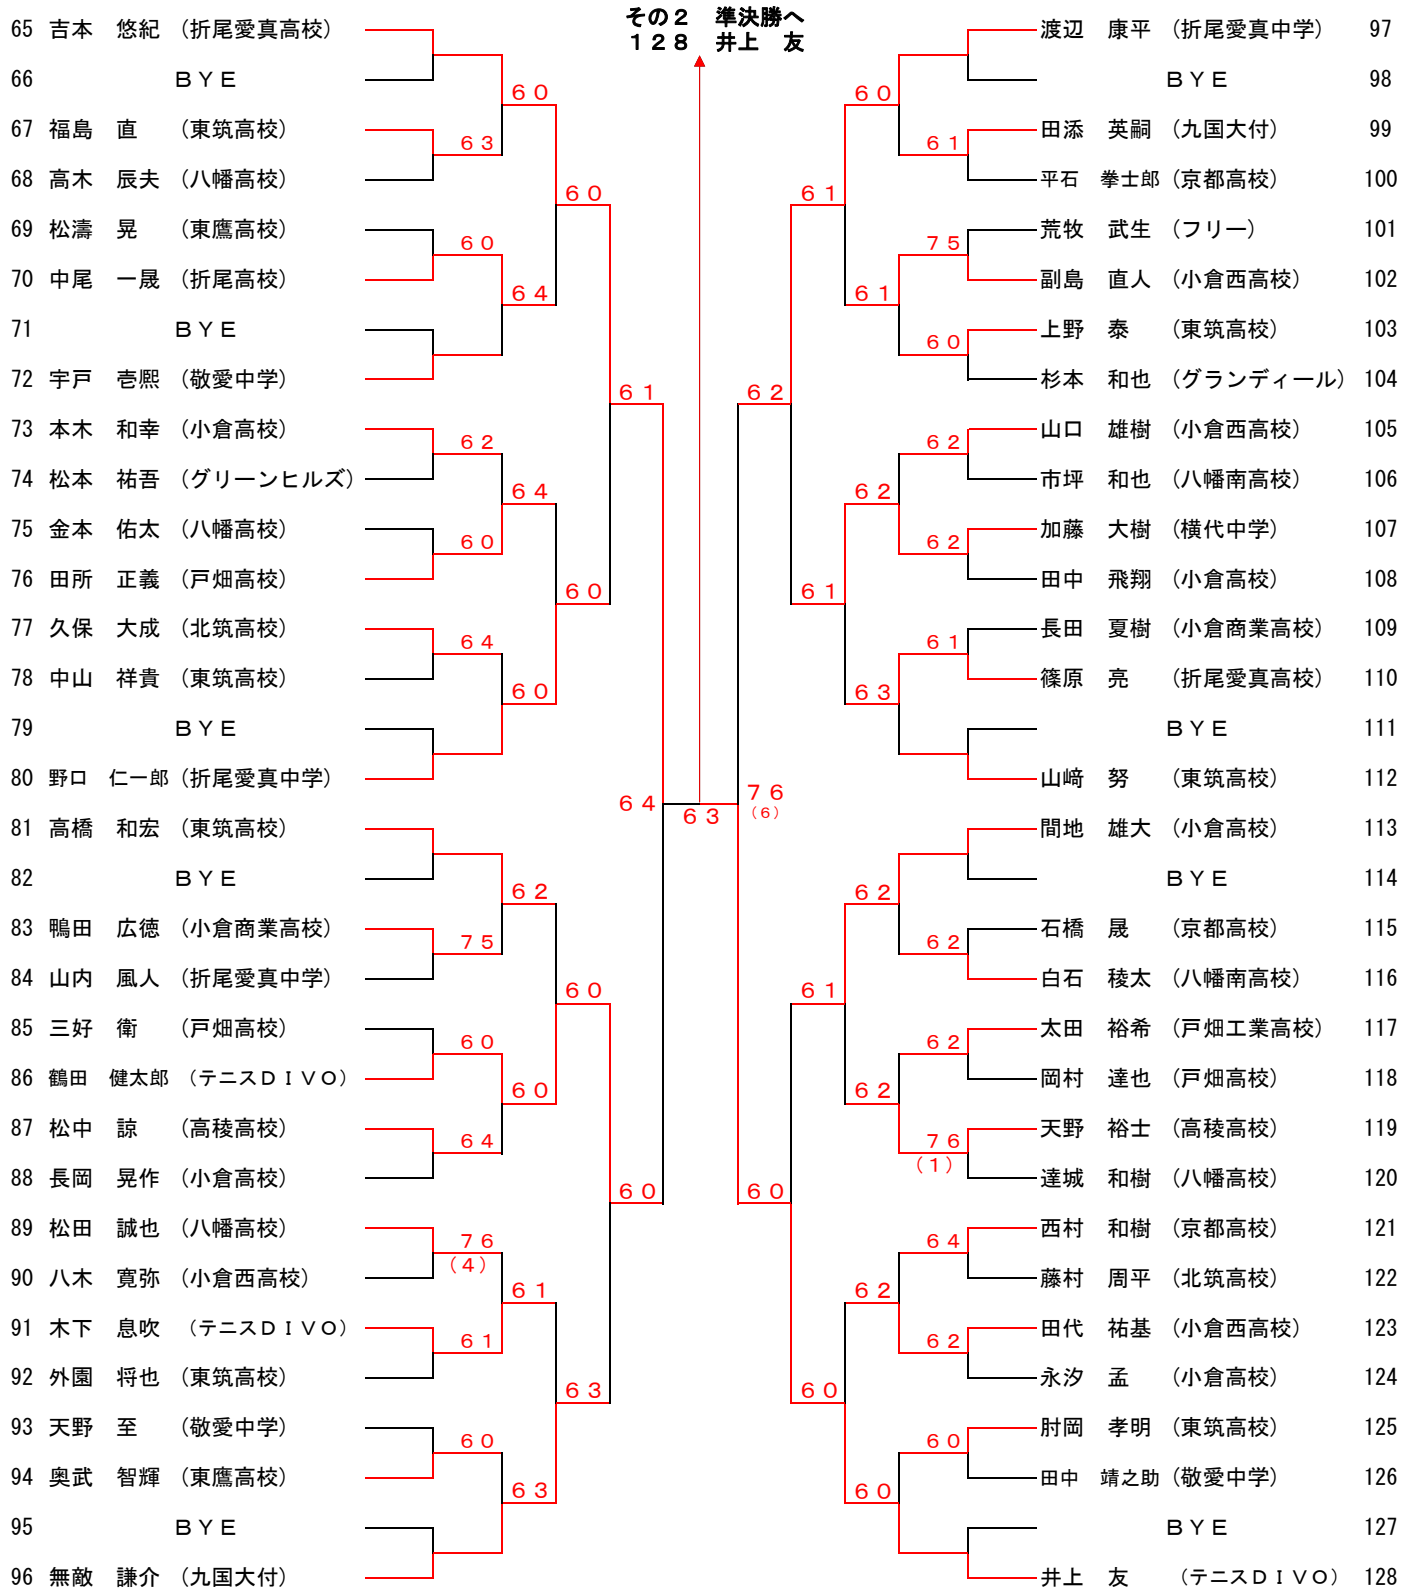 その２　準決勝へ
１２８　井上　友
65 吉本　悠紀 (折尾愛真高校)
66 ＢＹＥ
67 福島　直 (東筑高校)
68 高木　辰夫 (八幡高校)
69 松濤　晃 (東鷹高校)
70 中尾　一晟 (折尾高校)
71 ＢＹＥ
72 宇戸　壱熙 (敬愛中学)
73 本木　和幸 (小倉高校)
74 松本　祐吾 (グリーンヒルズ)
75 金本　佑太 (八幡高校)
76 田所　正義 (戸畑高校)
77 久保　大成 (北筑高校)
78 中山　祥貴 (東筑高校)
79 ＢＹＥ
80 野口　仁一郎 (折尾愛真中学)
81 高橋　和宏 (東筑高校)
82 ＢＹＥ
83 鴨田　広徳 (小倉商業高校)
84 山内　風人 (折尾愛真中学)
85 三好　衛 (戸畑高校)
86 鶴田　健太郎 (テニスＤＩＶＯ)
87 松中　諒 (高稜高校)
88 長岡　晃作 (小倉高校)
89 松田　誠也 (八幡高校)
90 八木　寛弥 (小倉西高校)
91 木下　息吹 (テニスＤＩＶＯ)
92 外園　将也 (東筑高校)
93 天野　至 (敬愛中学)
94 奥武　智輝 (東鷹高校)
95 ＢＹＥ
96 無敵　謙介 (九国大付)
６３
６０
６２
６０
６４
７５
６０
６４
７６
(４)
６１
６０
６０
６４
６４
６０
６２
６０
６１
６３
６０
６０
６０
６３
６１
６０
６４
６３
７６
(６)
６２
６０
６１
６１
６１
６０
６０
６１
６２
６３
６２
６２
６２
６０
６１
７５
６０
６２
６２
６１
６２
６２
７６
(１)
６４
６２
６０
渡辺　康平 (折尾愛真中学) 97
ＢＹＥ 98
田添　英嗣 (九国大付) 99
平石　拳士郎 (京都高校) 100
荒牧　武生 (フリー) 101
副島　直人 (小倉西高校) 102
上野　泰 (東筑高校) 103
杉本　和也 (グランディール) 104
山口　雄樹 (小倉西高校) 105
市坪　和也 (八幡南高校) 106
加藤　大樹 (横代中学) 107
田中　飛翔 (小倉高校) 108
長田　夏樹 (小倉商業高校) 109
篠原　亮 (折尾愛真高校) 110
ＢＹＥ 111
山﨑　努 (東筑高校) 112
間地　雄大 (小倉高校) 113
ＢＹＥ 114
石橋　晟 (京都高校) 115
白石　稜太 (八幡南高校) 116
太田　裕希 (戸畑工業高校) 117
岡村　達也 (戸畑高校) 118
天野　裕士 (高稜高校) 119
達城　和樹 (八幡高校) 120
西村　和樹 (京都高校) 121
藤村　周平 (北筑高校) 122
田代　祐基 (小倉西高校) 123
永汐　孟 (小倉高校) 124
肘岡　孝明 (東筑高校) 125
田中　靖之助 (敬愛中学) 126
ＢＹＥ 127
井上　友 (テニスＤＩＶＯ) 128